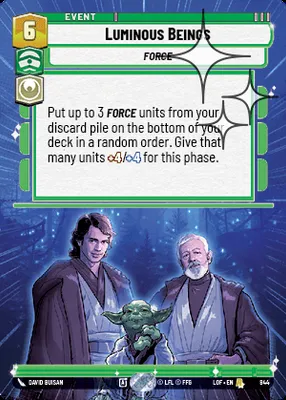 EVENT
6
LUMINOUS BEINGS
FORCE
Put up to 3 FORCE units from your
discard pile on the bottom of you
deck in a random order. Give that
many units +4/+4 for this phase.
DAVID BUISAN
© LFL © FFG
LOF • EN
844